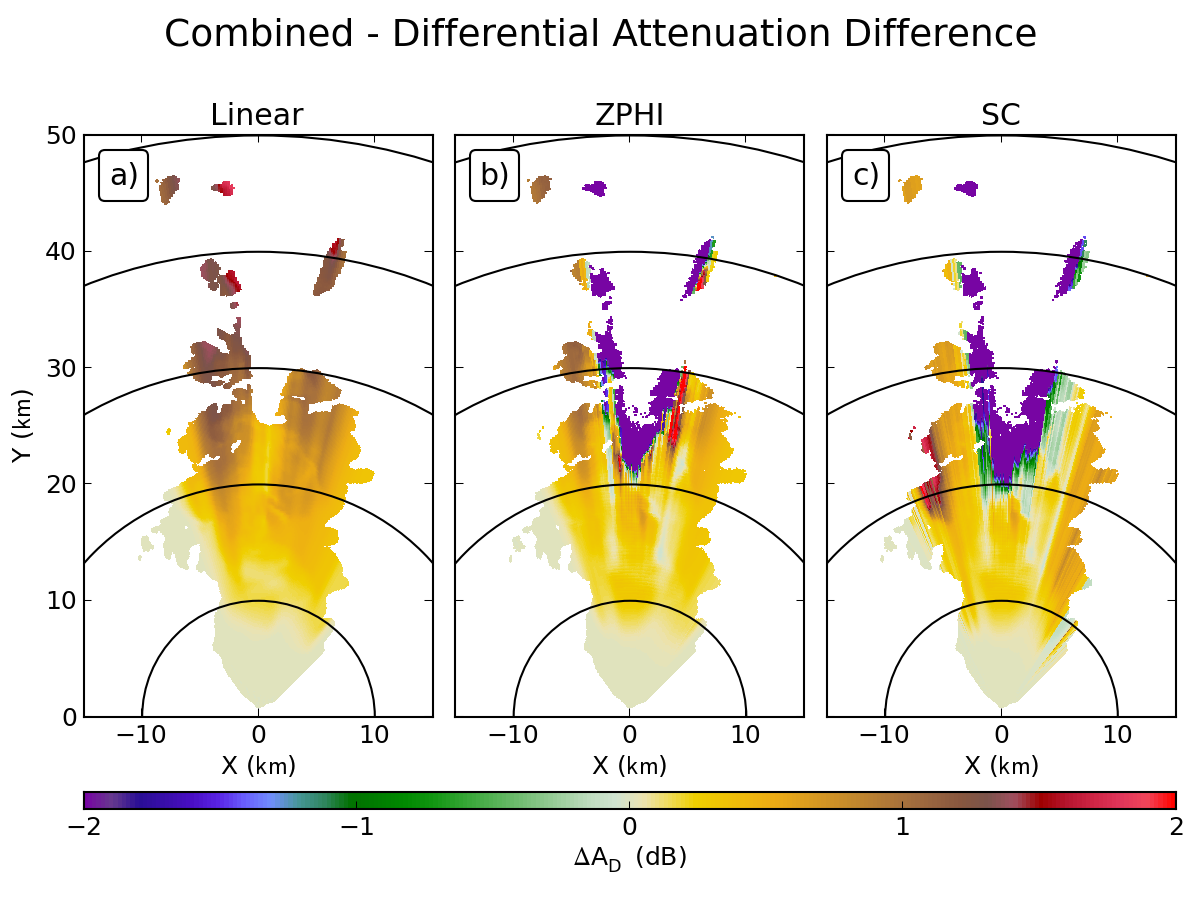 Combined - Differential Attenuation Difference
Linear ZPHI SC
a) b) c)
50
40
30
20
10
0
Y (km)
−10 0 10 −10 0 10 −10 0 10
X (km) X (km) X (km)
−2 −1 0 1 2
ΔA_D (dB)